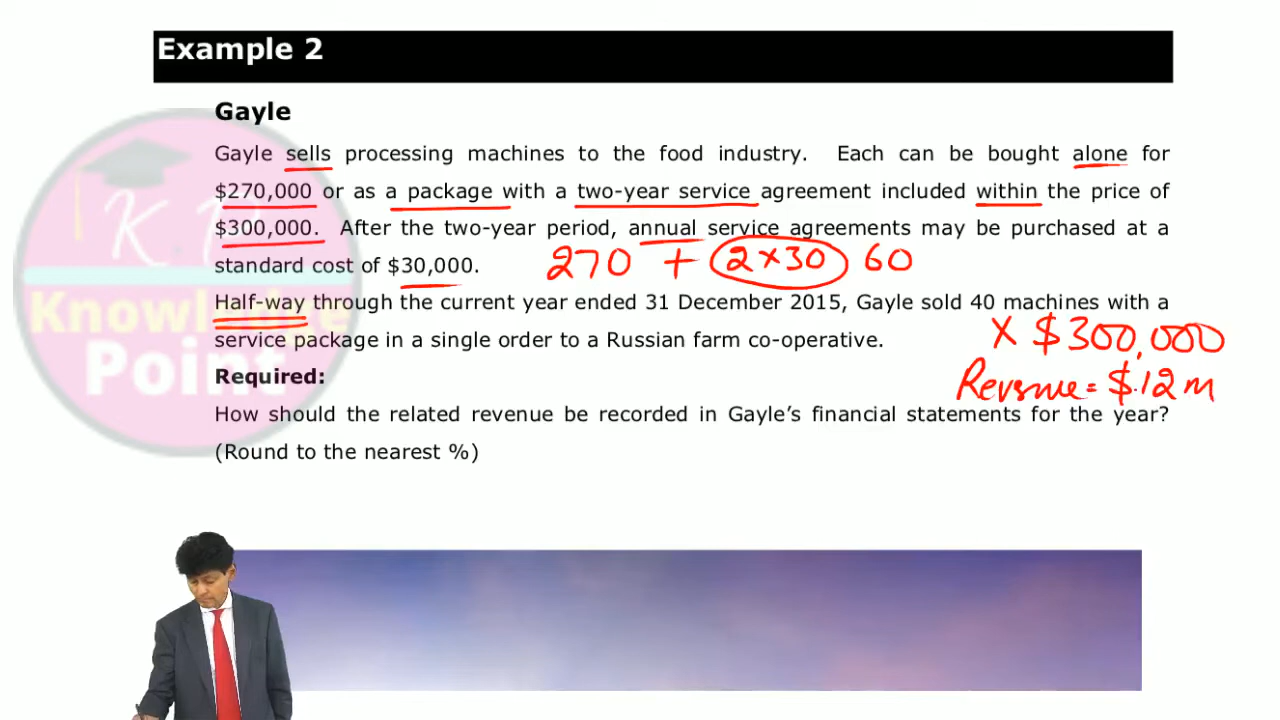 Example 2
Gayle
Gayle sells processing machines to the food industry. Each can be bought alone for
$270,000 or as a package with a two-year service agreement included within the price of
$300,000. After the two-year period, annual service agreements may be purchased at a
standard cost of $30,000.
270 + 2×30 60
Half-way through the current year ended 31 December 2015, Gayle sold 40 machines with a
service package in a single order to a Russian farm co-operative.
× $300,000
Revenue = $12m
Required:
How should the related revenue be recorded in Gayle's financial statements for the year?
(Round to the nearest %)
K.P
Knowledge
Point